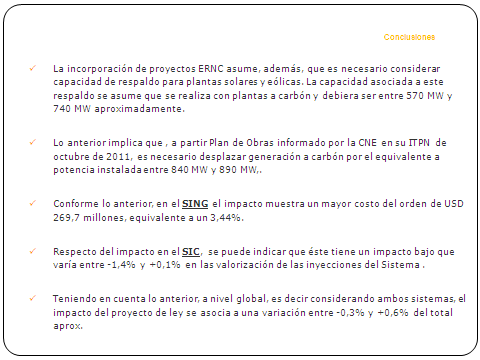 Conclusiones
La incorporación de proyectos ERNC asume, además, que es necesario considerar
capacidad de respaldo para plantas solares y eólicas. La capacidad asociada a este
respaldo se asume que se realiza con plantas a carbón y debiera ser entre 570 MW y
740 MW aproximadamente.
Lo anterior implica que , a partir Plan de Obras informado por la CNE en su ITPN de
octubre de 2011, es necesario desplazar generación a carbón por el equivalente a
potencia instalada entre 840 MW y 890 MW,.
Conforme lo anterior, en el SING el impacto muestra un mayor costo del orden de USD
269,7 millones, equivalente a un 3,44%.
Respecto del impacto en el SIC, se puede indicar que éste tiene un impacto bajo que
varía entre -1,4% y +0,1% en las valorización de las inyecciones del Sistema .
Teniendo en cuenta lo anterior, a nivel global, es decir considerando ambos sistemas, el
impacto del proyecto de ley se asocia a una variación entre -0,3% y +0,6% del total
aprox.